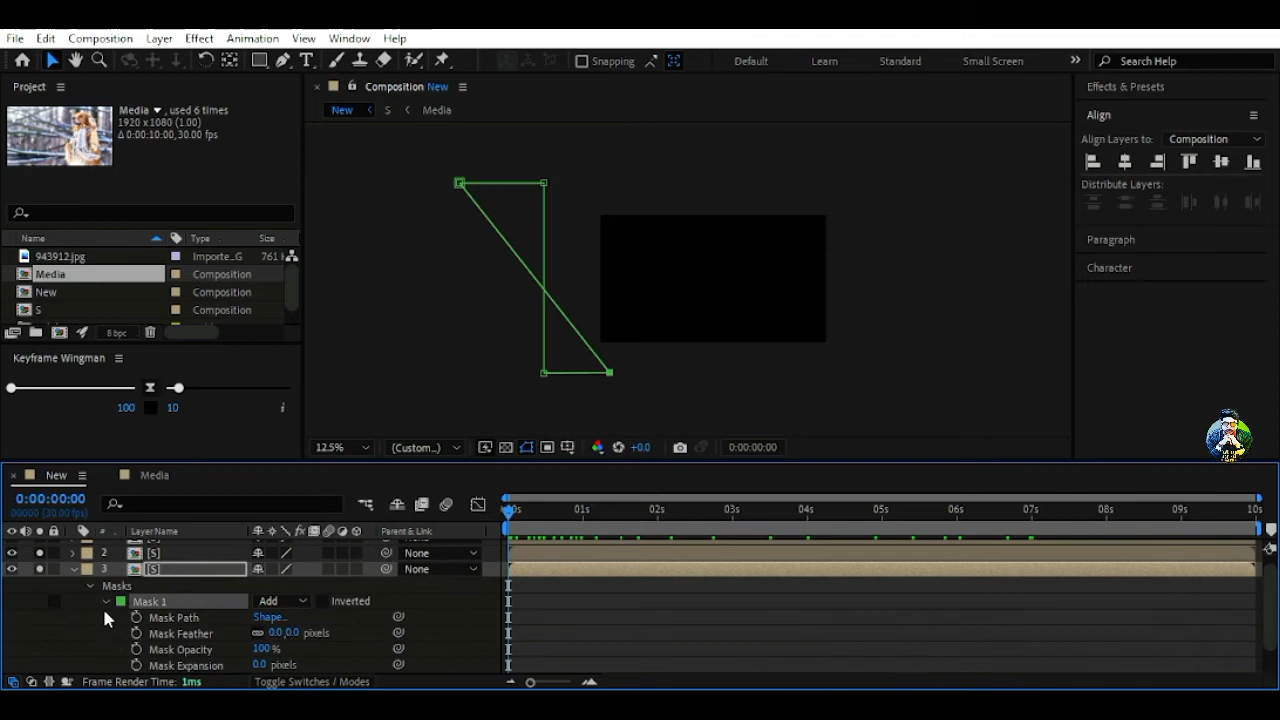 File Edit Composition Layer Effect Animation View Window Help
Snapping Default Learn Standard Small Screen Search Help
Project
Media, used 6 times
1920 x 1080 (1.00)
Δ 0:00:10:00, 30.00 fps
Name Type Size
943912.jpg Importe_G 761
Media Composition
New Composition
S Composition
8 bpc
Keyframe Wingman
100 10
Composition New
New S Media
12.5% (Custom...) +0.0 0:00:00:00
Effects & Presets
Align
Align Layers to: Composition
Distribute Layers:
Paragraph
Character
New Media
0:00:00:00
00000 (30.00 fps)
# Layer Name Parent & Link
01s 02s 03s 04s 05s 06s 07s 08s 09s 10s
2 [S] None
3 [S] None
Masks
Mask 1 Add Inverted
Mask Path Shape...
Mask Feather 0.0,0.0 pixels
Mask Opacity 100 %
Mask Expansion 0.0 pixels
Frame Render Time: 1ms Toggle Switches / Modes